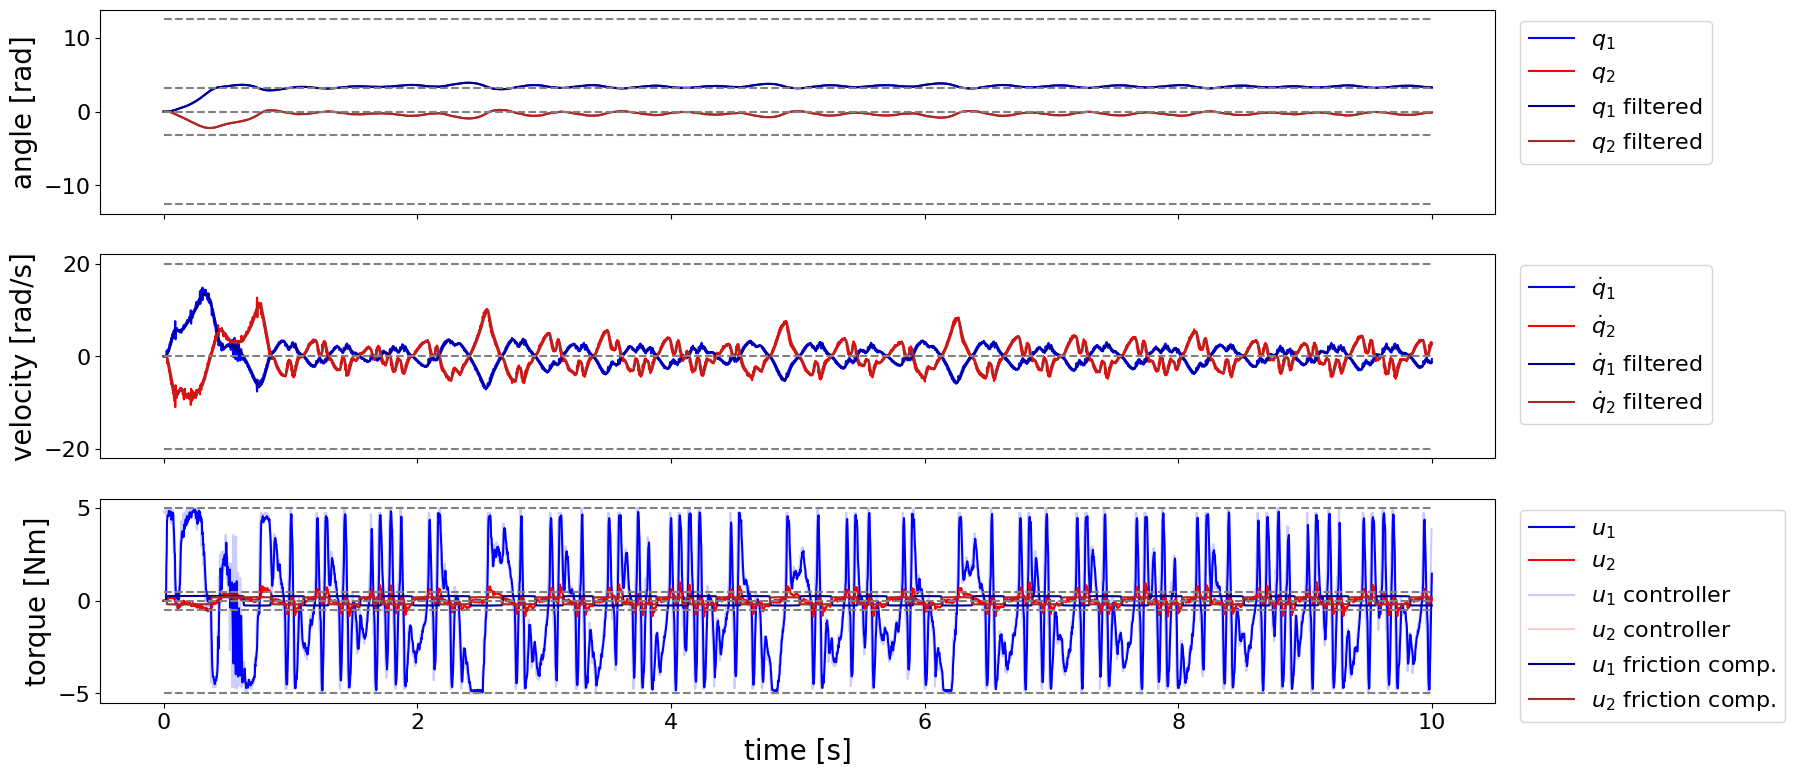 angle [rad]
10
0
−10
q₁
q₂
q₁ filtered
q₂ filtered
velocity [rad/s]
20
0
−20
q̇₁
q̇₂
q̇₁ filtered
q̇₂ filtered
torque [Nm]
5
0
−5
u₁
u₂
u₁ controller
u₂ controller
u₁ friction comp.
u₂ friction comp.
0 2 4 6 8 10
time [s]